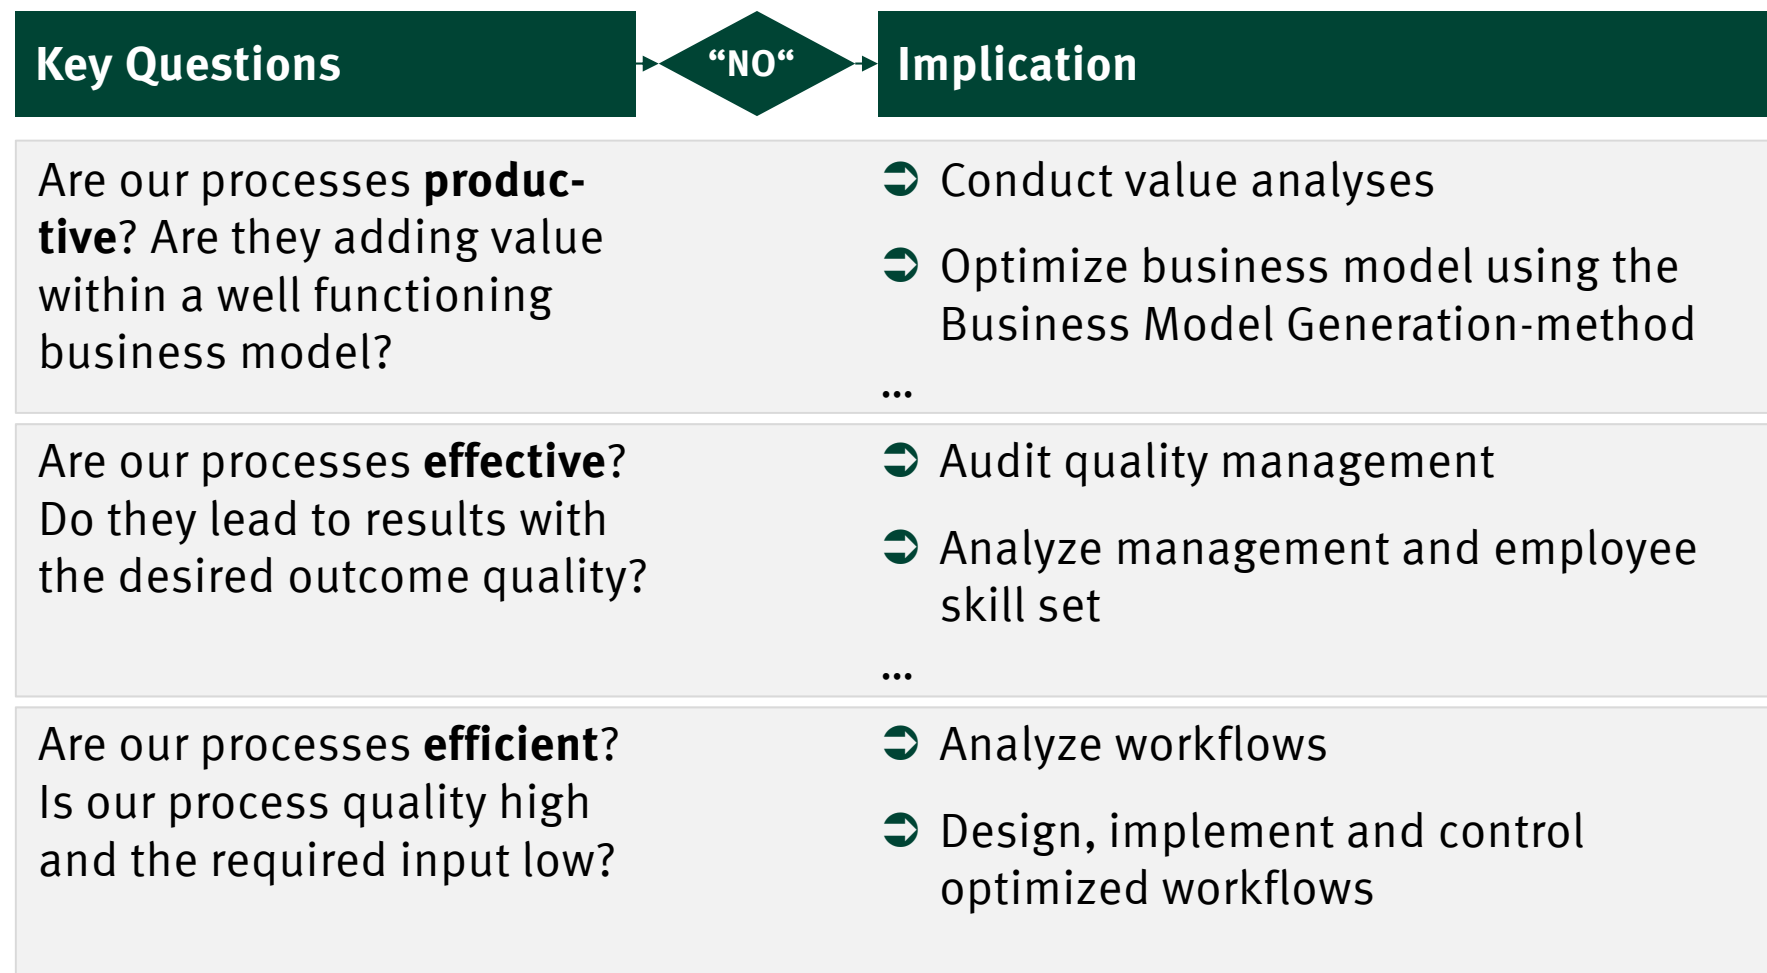 Key Questions
“NO“
Implication
Are our processes produc-
tive? Are they adding value
within a well functioning
business model?
➲ Conduct value analyses
➲ Optimize business model using the
Business Model Generation-method
...
Are our processes effective?
Do they lead to results with
the desired outcome quality?
➲ Audit quality management
➲ Analyze management and employee
skill set
...
Are our processes efficient?
Is our process quality high
and the required input low?
➲ Analyze workflows
➲ Design, implement and control
optimized workflows